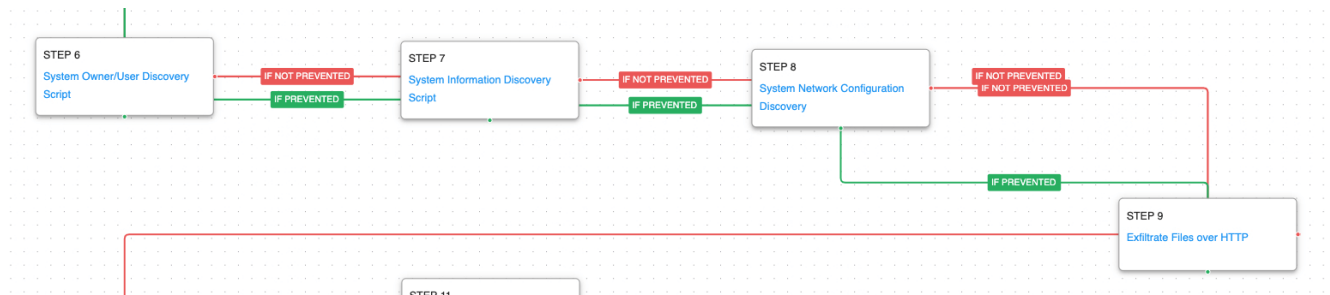 STEP 6
System Owner/User Discovery
Script
IF NOT PREVENTED
IF PREVENTED
STEP 7
System Information Discovery
Script
IF NOT PREVENTED
IF PREVENTED
STEP 8
System Network Configuration
Discovery
IF NOT PREVENTED
IF NOT PREVENTED
IF PREVENTED
STEP 9
Exfiltrate Files over HTTP
STEP 11